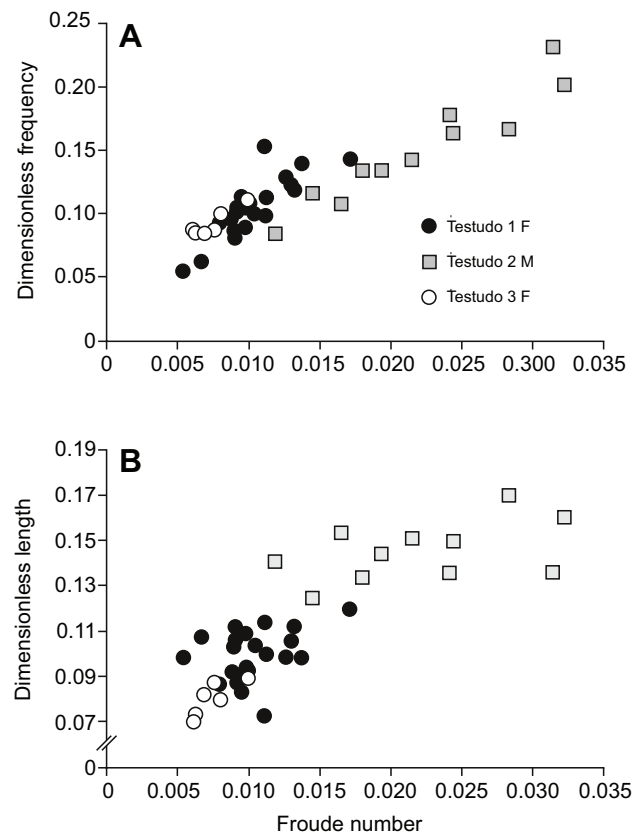 A
Dimensionless frequency
0.25
0.20
0.15
0.10
0.05
0
Testudo 1 F
Testudo 2 M
Testudo 3 F
0 0.005 0.010 0.015 0.020 0.025 0.030 0.035
B
Dimensionless length
0.19
0.17
0.15
0.13
0.11
0.09
0.07
0
0 0.005 0.010 0.015 0.020 0.025 0.030 0.035
Froude number